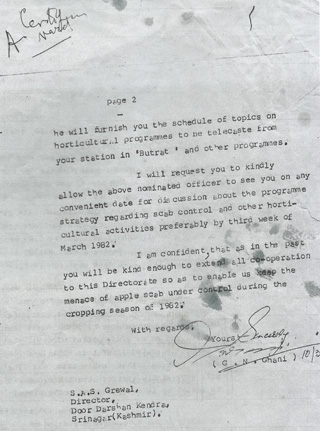 page 2
he will furnish you the schedule of topics on
horticultural programmes to be telecast from
your station in 'Butrat' and other programmes.
I will request you to kindly
allow the above nominated officer to see you on any
convenient date for discussion about the programme
strategy regarding scab control and other horti-
cultural activities preferably by third week of
March 1982.
I am confident, that as in the past
you will be kind enough to extend all co-operation
to this Directorate so as to enable us keep the
menace of apple scab under control during the
cropping season of 1982.
With regards.
Yours Sincerely
( G. N. Ghani )
S.A.S. Grewal,
Director,
Door Darshan Kendra,
Srinagar(Kashmir).